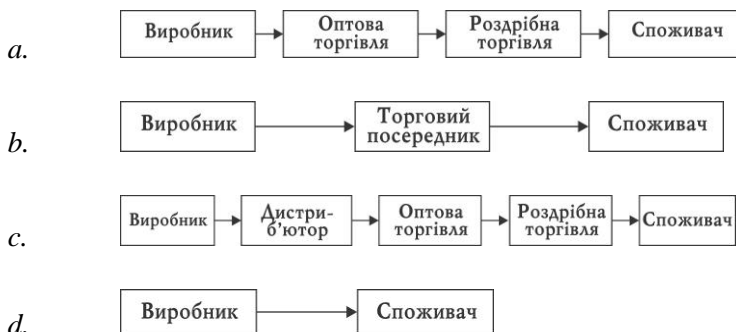 a. Виробник Оптова торгівля Роздрібна торгівля Споживач
b. Виробник Торговий посередник Споживач
c. Виробник Дистри-б'ютор Оптова торгівля Роздрібна торгівля Споживач
d. Виробник Споживач